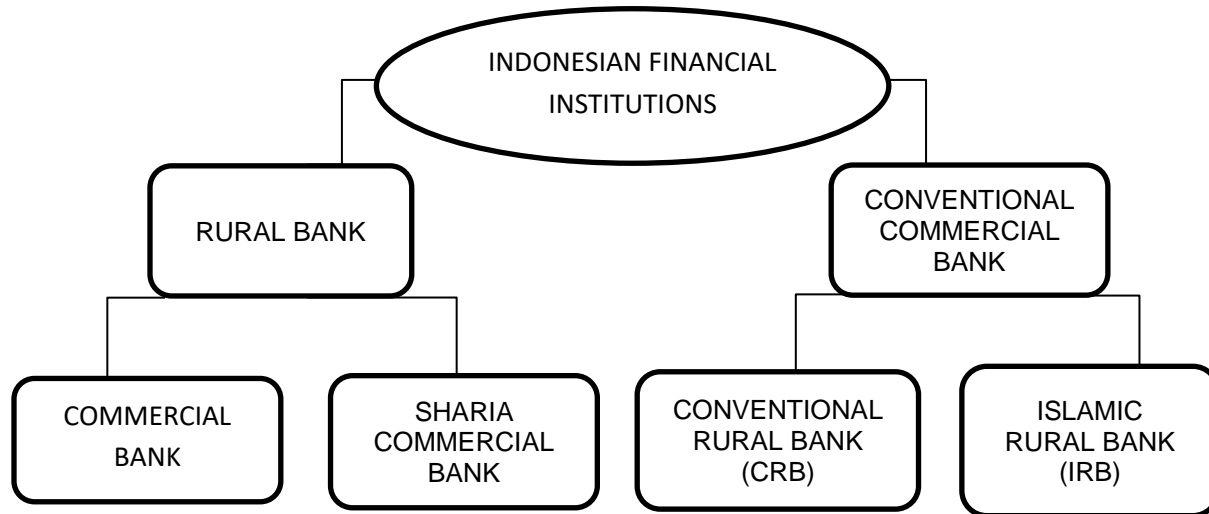 INDONESIAN FINANCIAL
INSTITUTIONS
RURAL BANK
CONVENTIONAL
COMMERCIAL
BANK
COMMERCIAL
BANK
SHARIA
COMMERCIAL
BANK
CONVENTIONAL
RURAL BANK
(CRB)
ISLAMIC
RURAL BANK
(IRB)